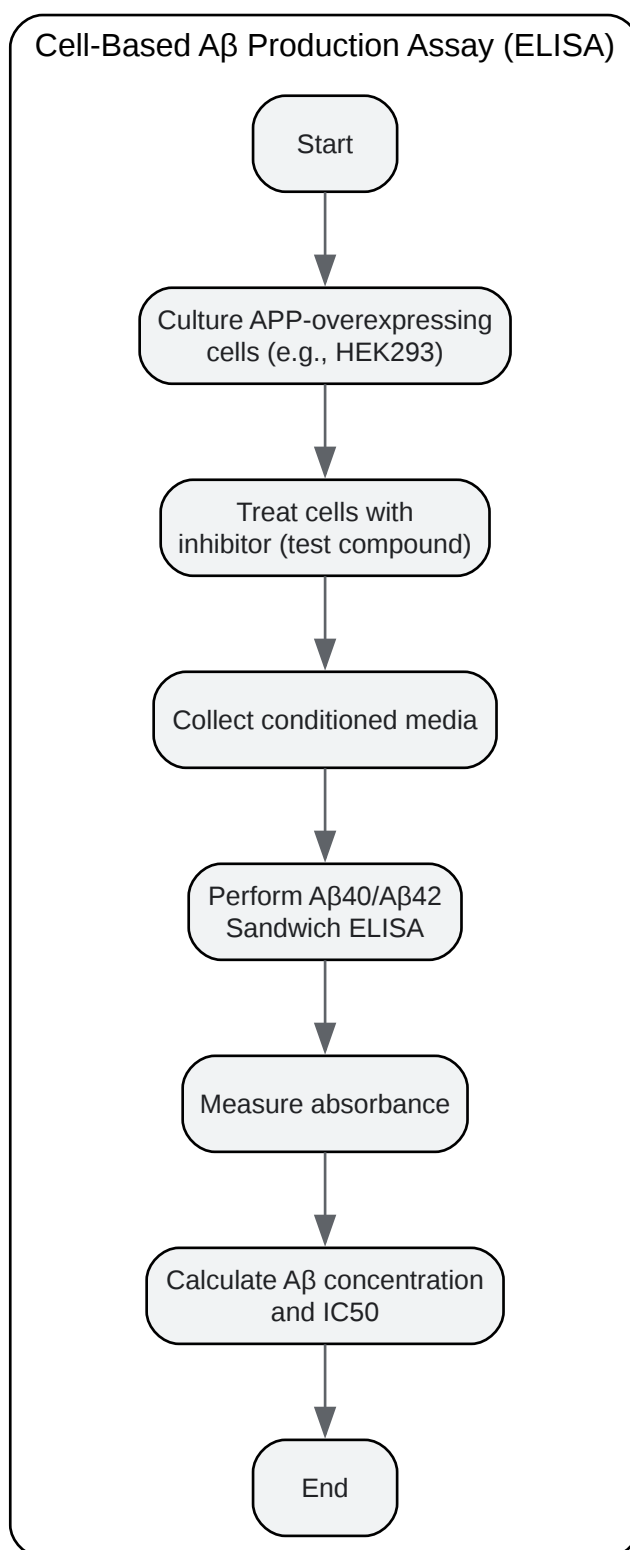 Cell-Based Aβ Production Assay (ELISA)
Start
Culture APP-overexpressing
cells (e.g., HEK293)
Treat cells with
inhibitor (test compound)
Collect conditioned media
Perform Aβ40/Aβ42
Sandwich ELISA
Measure absorbance
Calculate Aβ concentration
and IC50
End